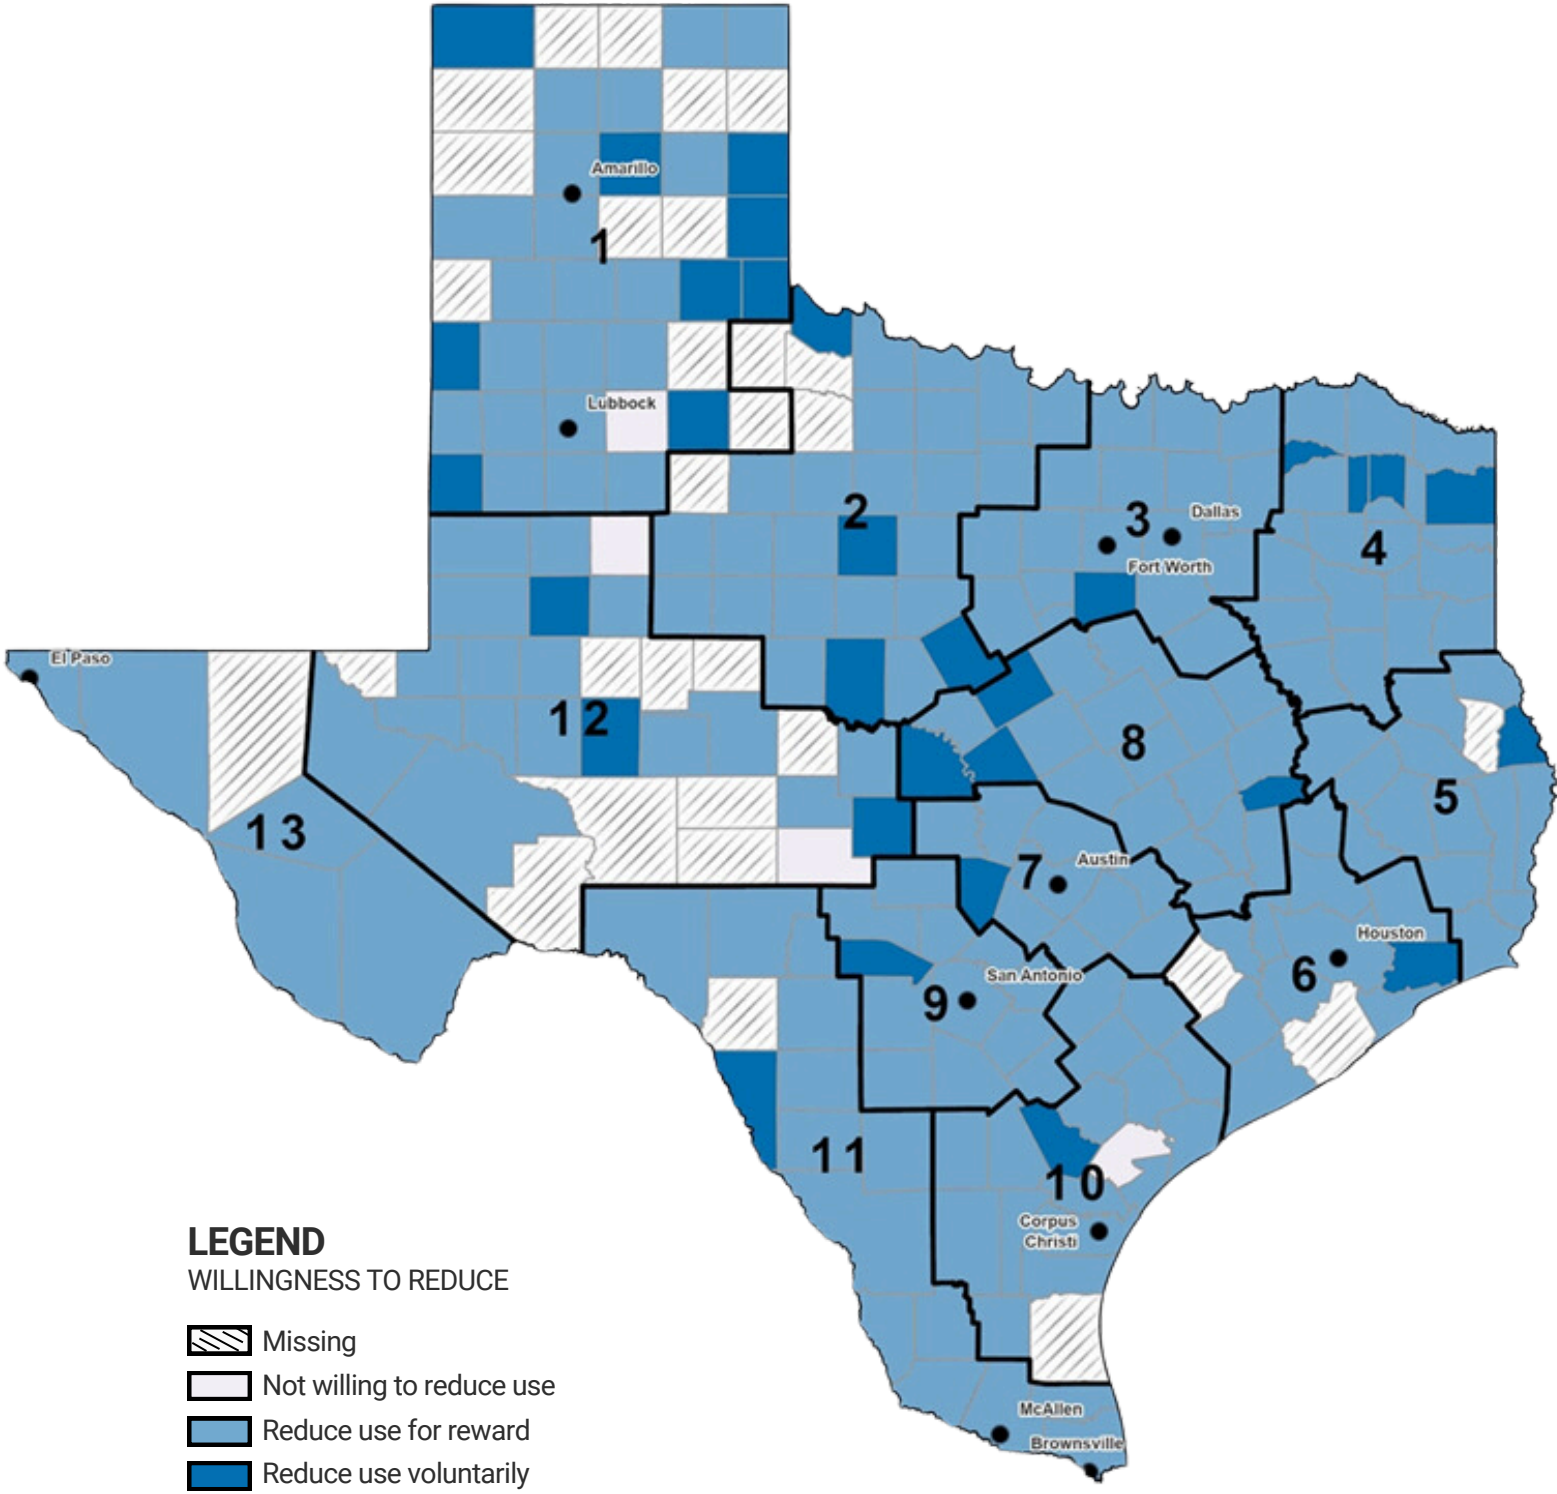 Amarillo
1
Lubbock
2
3
Dallas
Fort Worth
4
El Paso
12
8
5
13
7
Austin
Houston
6
San Antonio
9
11
10
Corpus
Christi
McAllen
Brownsville
LEGEND
WILLINGNESS TO REDUCE
Missing
Not willing to reduce use
Reduce use for reward
Reduce use voluntarily